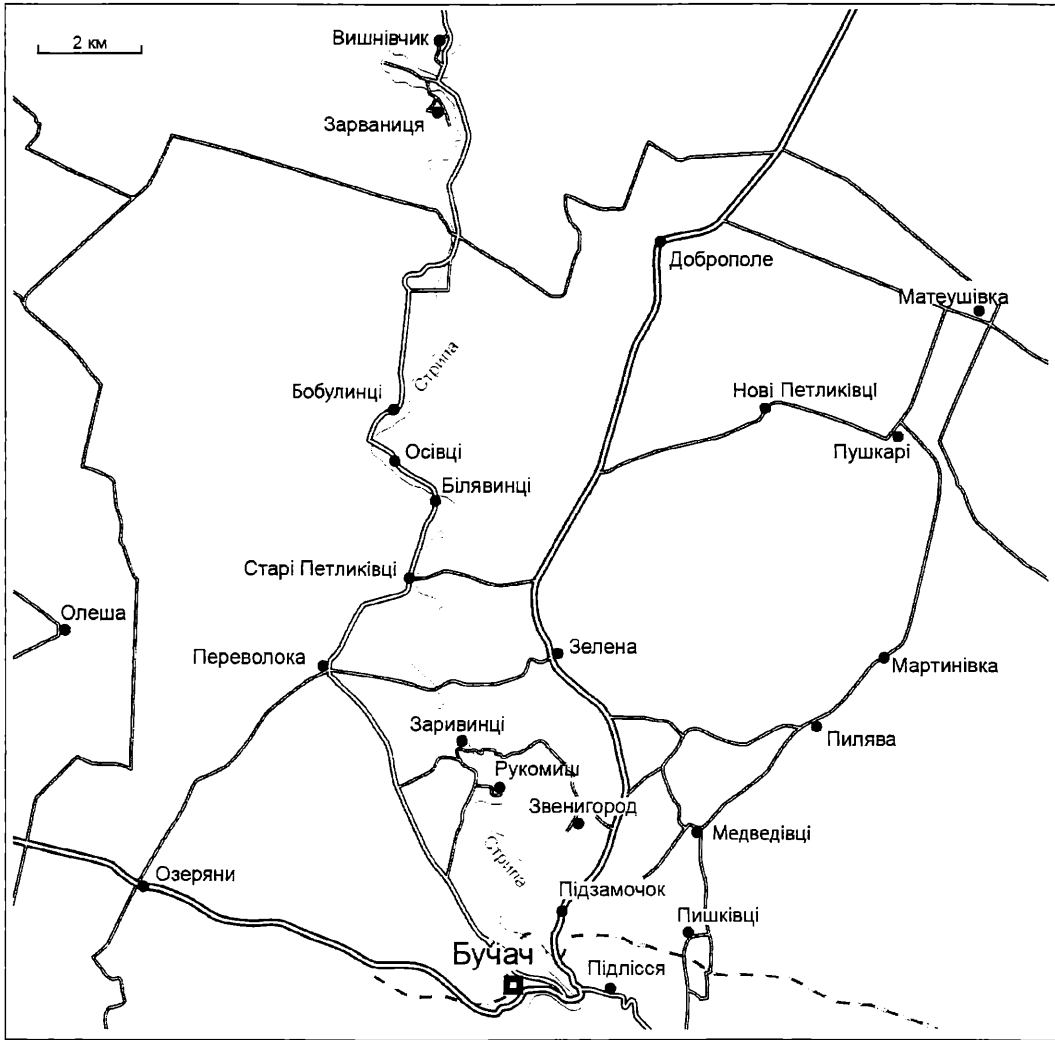 2 км
Вишнівчик
Зарваниця
Доброполе
Матеушівка
Стрипа
Бобулинці
Нові Петликівці
Пушкарі
Осівці
Білявинці
Старі Петликівці
Олеша
Зелена
Переволока
Мартинівка
Заривинці
Пилява
Рукомиш
Звенигород
Медведівці
Стрипа
Озеряни
Підзамочок
Пишківці
Бучач
Підлісся